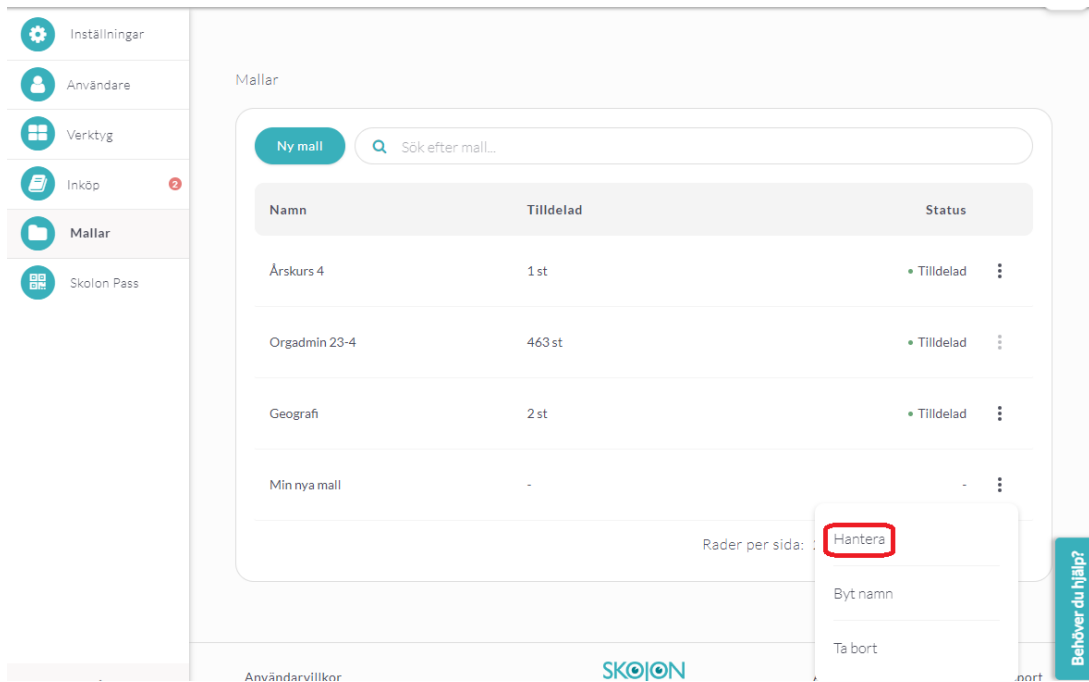 Inställningar
Användare
Verktyg
Inköp 2
Mallar
Skolon Pass
Mallar
Ny mall
Sök efter mall...
Namn Tilldelad Status
Årskurs 4 1 st Tilldelad
Orgadmin 23-4 463 st Tilldelad
Geografi 2 st Tilldelad
Min nya mall - -
Rader per sida:
Hantera
Byt namn
Ta bort
Behöver du hjälp?
Användarvillkor
SKOLON